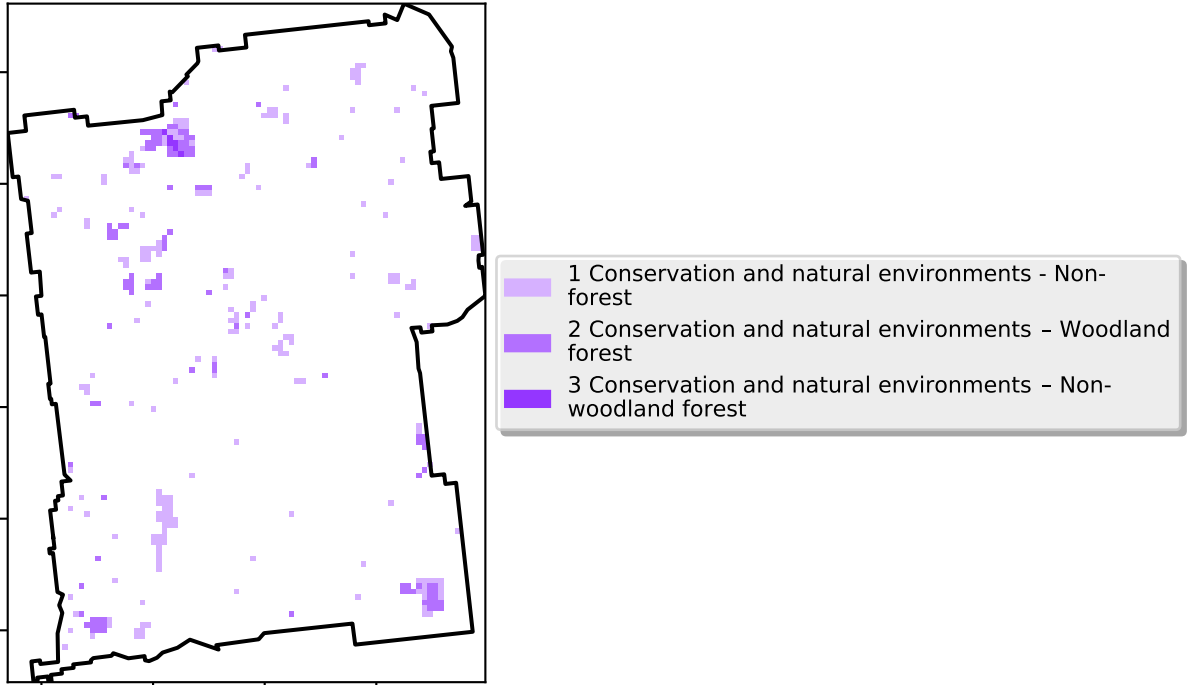 1 Conservation and natural environments - Non-
forest
2 Conservation and natural environments – Woodland
forest
3 Conservation and natural environments – Non-
woodland forest